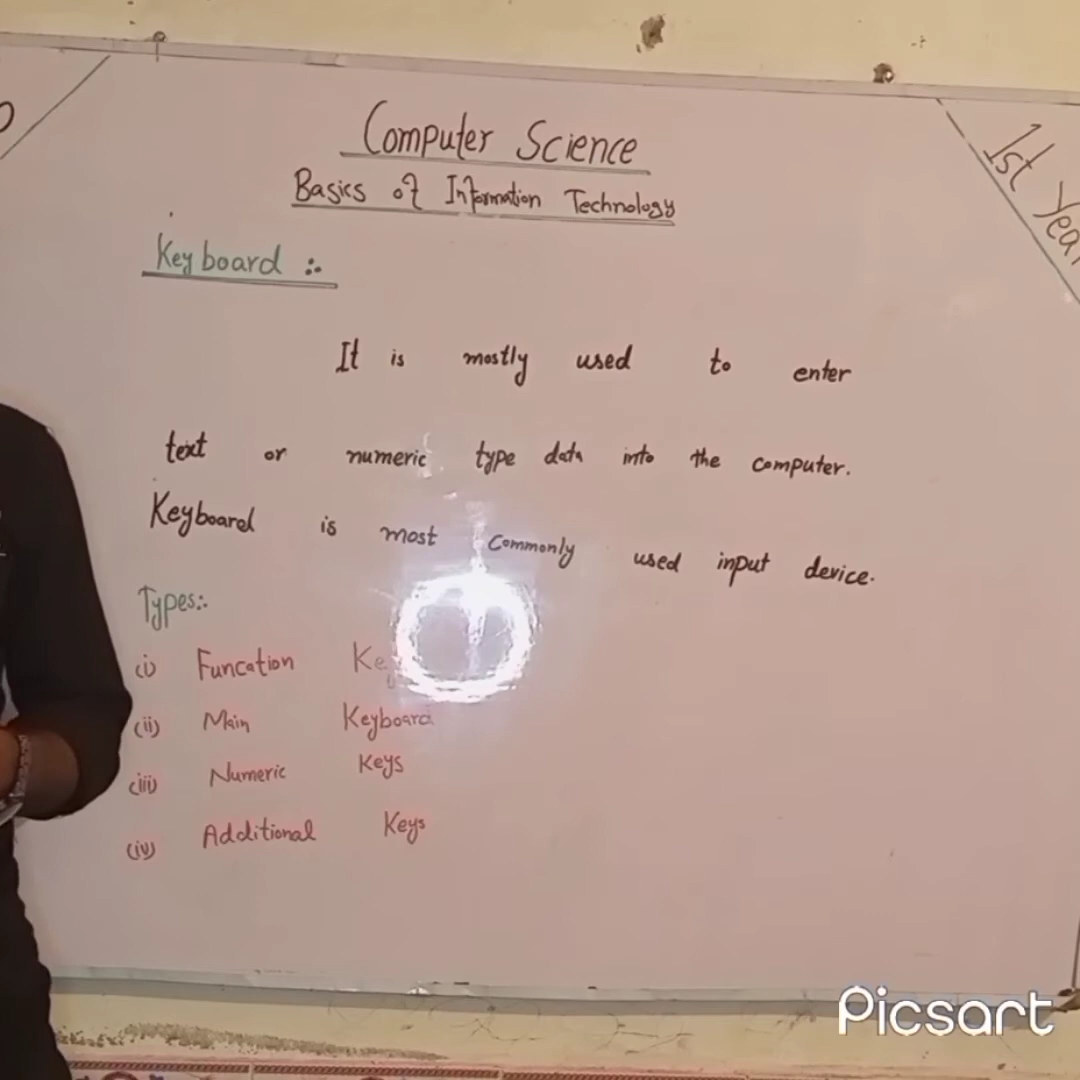 Computer Science
1st Year
Basics of Information Technology
Keyboard :-
It is mostly used to enter
text or numeric type data into the computer.
Keyboard is most commonly used input device.
Types:-
(i) Funcation Key
(ii) Main Keyboard
(iii) Numeric Keys
(iv) Additional Keys
Picsart